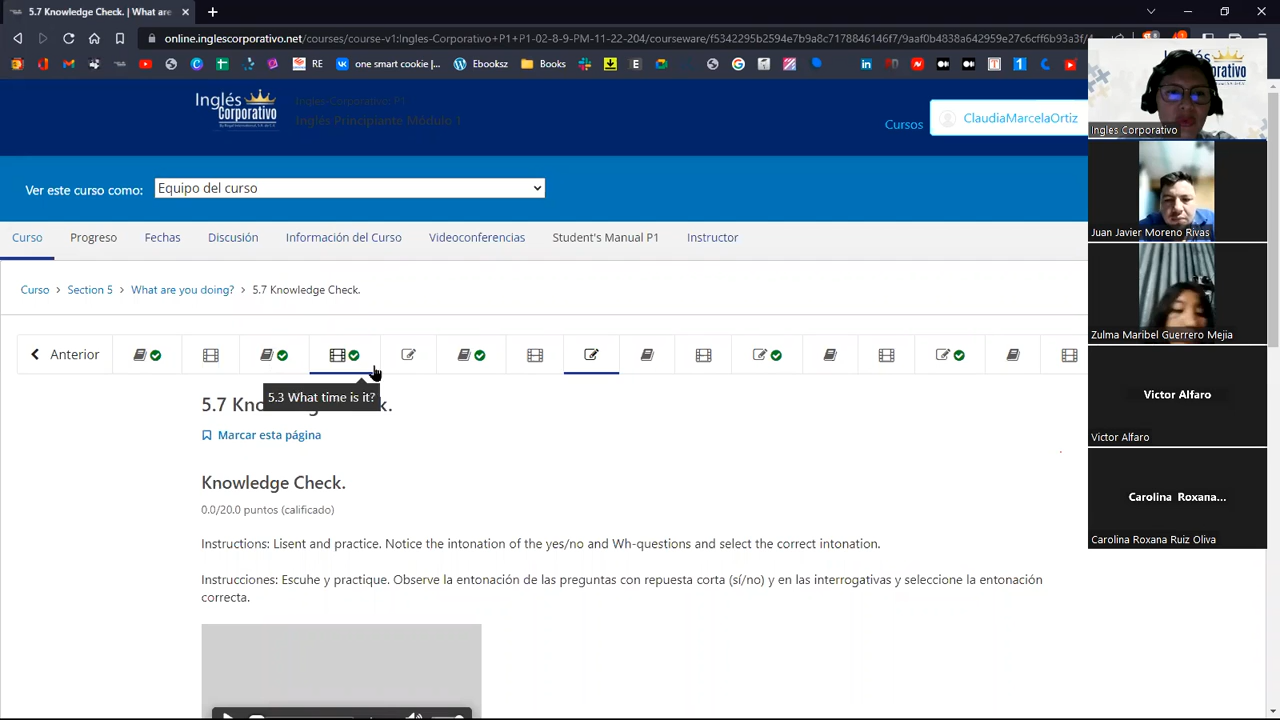 5.7 Knowledge Check. | What are
online.inglescorporativo.net/courses/course-v1:Ingles-Corporativo+P1+P1-02-8-9-PM-11-22-204/courseware/
RE
one smart cookie |...
Books
Inglés
Corporativo
Ingles-Corporativo: P1
Inglés Principiante Módulo 1
Cursos
ClaudiaMarcelaOrtiz
Ver este curso como:
Equipo del curso
Curso
Progreso
Fechas
Discusión
Información del Curso
Videoconferencias
Student's Manual P1
Instructor
Curso > Section 5 > What are you doing? > 5.7 Knowledge Check.
Anterior
5.3 What time is it?
5.7 Kno
k.
Marcar esta página
Knowledge Check.
0.0/20.0 puntos (calificado)
Instructions: Lisent and practice. Notice the intonation of the yes/no and Wh-questions and select the correct intonation.
Instrucciones: Escuhe y practique. Observe la entonación de las preguntas con repuesta corta (sí/no) y en las interrogativas y seleccione la entonación
correcta.
Ingles Corporativo
Juan Javier Moreno Rivas
Zulma Maribel Guerrero Mejia
Victor Alfaro
Victor Alfaro
Carolina Roxana...
Carolina Roxana Ruiz Oliva